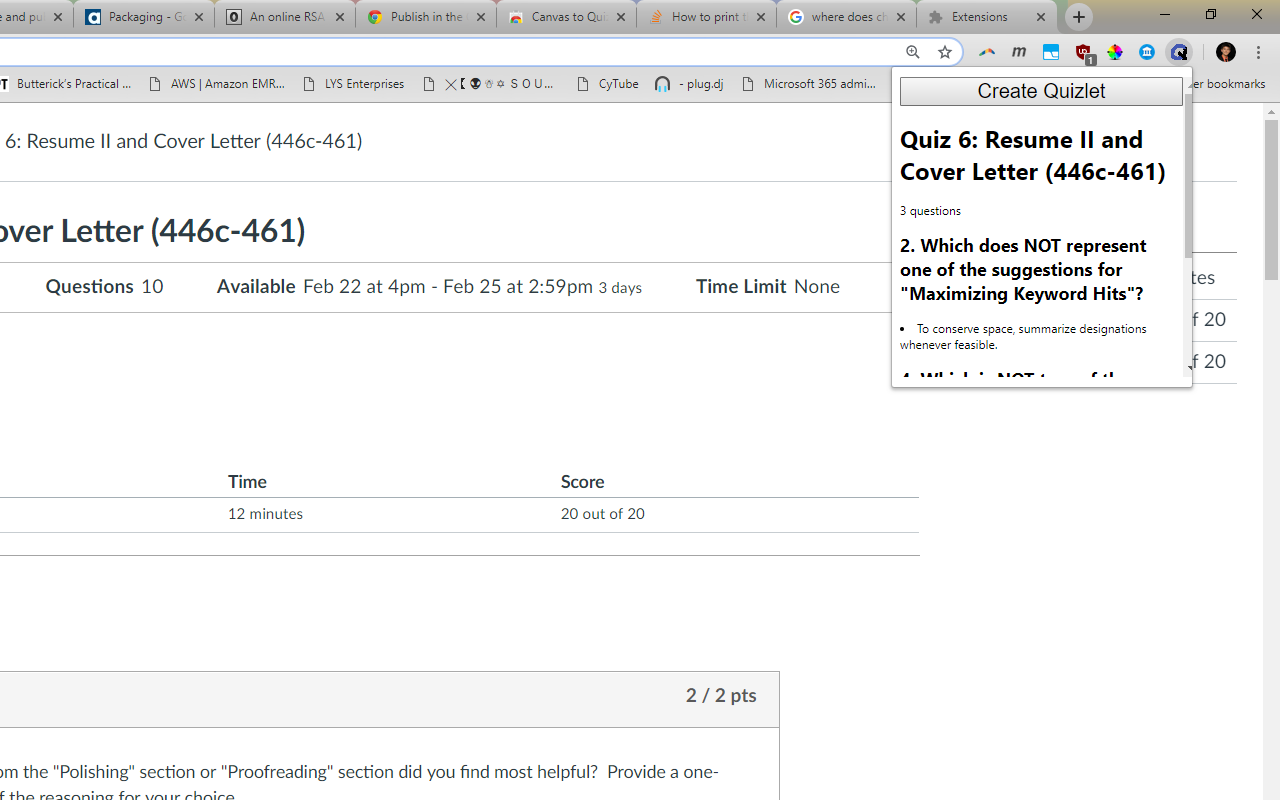 e and pu
Packaging - Go
An online RSA
Publish in the
Canvas to Qui
How to print t
where does ch
Extensions
m
1
Butterick's Practical ...
AWS | Amazon EMR...
LYS Enterprises
S O U...
CyTube
- plug.dj
Microsoft 365 admi...
er bookmarks
Create Quizlet
Quiz 6: Resume II and
Cover Letter (446c-461)
3 questions
2. Which does NOT represent
one of the suggestions for
"Maximizing Keyword Hits"?
• To conserve space, summarize designations
whenever feasible.
6: Resume II and Cover Letter (446c-461)
over Letter (446c-461)
Questions 10
Available Feb 22 at 4pm - Feb 25 at 2:59pm 3 days
Time Limit None
tes
f 20
f 20
Time
Score
12 minutes
20 out of 20
2 / 2 pts
om the "Polishing" section or "Proofreading" section did you find most helpful? Provide a one-
f the reasoning for your choice.